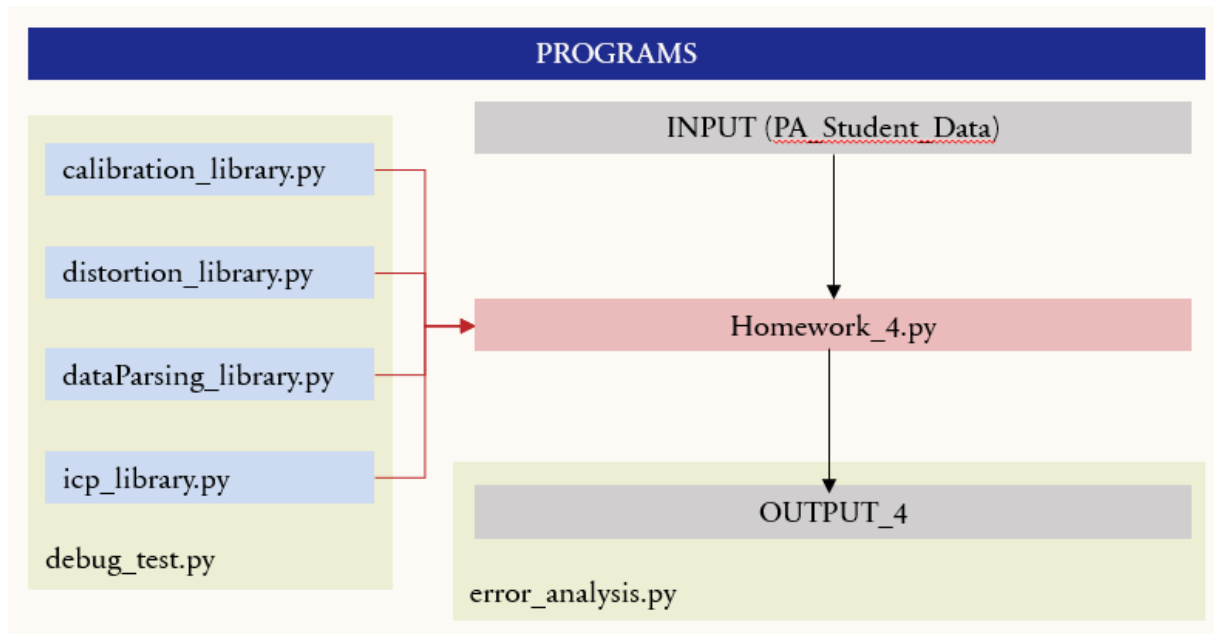 PROGRAMS
calibration_library.py
distortion_library.py
dataParsing_library.py
icp_library.py
debug_test.py
INPUT (PA_Student_Data)
Homework_4.py
OUTPUT_4
error_analysis.py